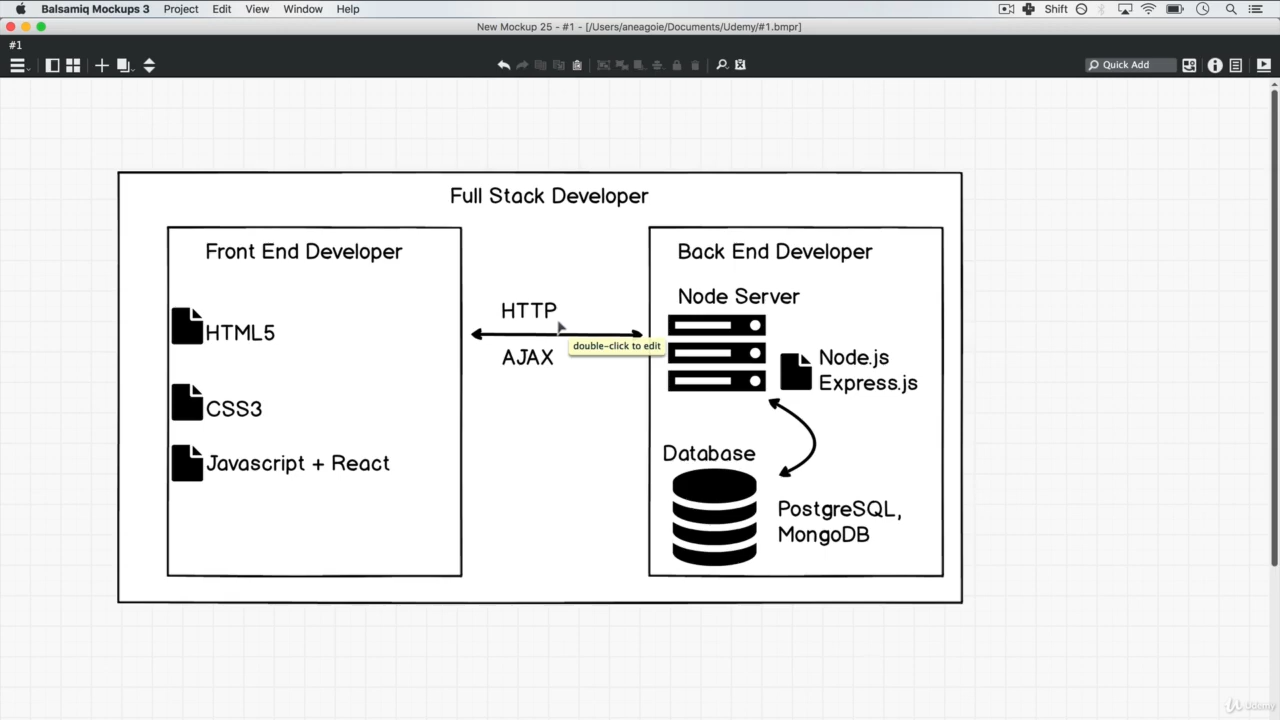 Balsamiq Mockups 3 Project Edit View Window Help Shift
New Mockup 25 - #1 - [/Users/aneagoie/Documents/Udemy/#1.bmpr]
#1
Quick Add
Full Stack Developer
Front End Developer
HTML5
CSS3
Javascript + React
HTTP
double-click to edit
AJAX
Back End Developer
Node Server
Node.js
Express.js
Database
PostgreSQL,
MongoDB
Udemy